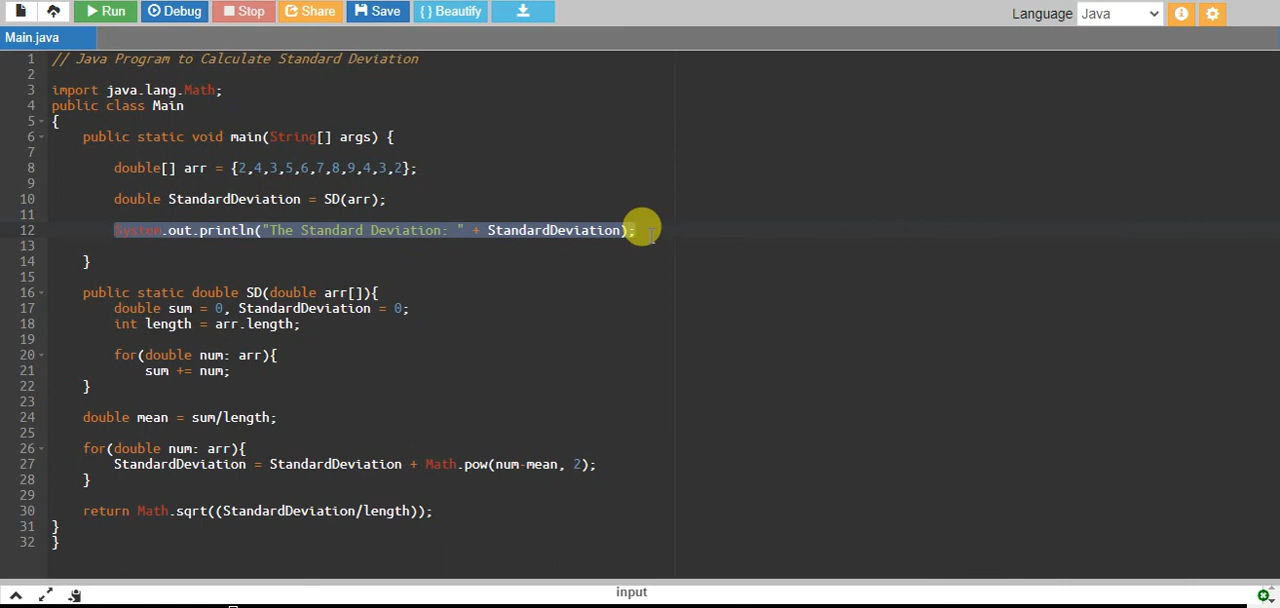 Run Debug Stop Share Save { } Beautify Language Java
Main.java
1 // Java Program to Calculate Standard Deviation
2
3 import java.lang.Math;
4 public class Main
5 {
6 public static void main(String[] args) {
7
8 double[] arr = {2,4,3,5,6,7,8,9,4,3,2};
9
10 double StandardDeviation = SD(arr);
11
12 System.out.println("The Standard Deviation: " + StandardDeviation);
13
14 }
15
16 public static double SD(double arr[]){
17 double sum = 0, StandardDeviation = 0;
18 int length = arr.length;
19
20 for(double num: arr){
21 sum += num;
22 }
23
24 double mean = sum/length;
25
26 for(double num: arr){
27 StandardDeviation = StandardDeviation + Math.pow(num-mean, 2);
28 }
29
30 return Math.sqrt((StandardDeviation/length));
31 }
32 }
input